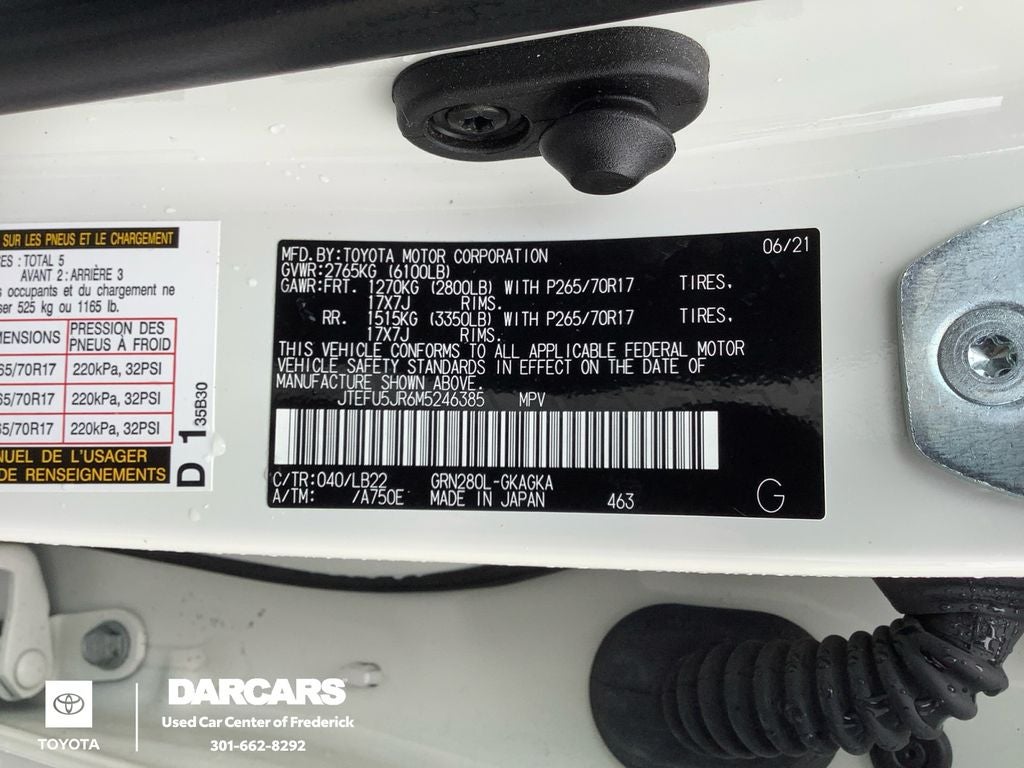 SUR LES PNEUS ET LE CHARGEMENT
TOTAL 5
AVANT 2: ARRIÈRE 3
occupants et du chargement ne
525 kg ou 1165 lb.
PRESSION DES
PNEUS À FROID
220kPa, 32PSI
220kPa, 32PSI
/70R17 220kPa, 32PSI
DE L'USAGER
DE RENSEIGNEMENTS
D 1 35B30
MFD. BY:TOYOTA MOTOR CORPORATION 06/21
GVWR:2765KG (6100LB)
GAWR:FRT. 1270KG (2800LB) WITH P265/70R17 TIRES,
17X7J RIMS.
RR. 1515KG (3350LB) WITH P265/70R17 TIRES,
17X7J RIMS.
THIS VEHICLE CONFORMS TO ALL APPLICABLE FEDERAL MOTOR
VEHICLE SAFETY STANDARDS IN EFFECT ON THE DATE OF
MANUFACTURE SHOWN ABOVE.
JTEFU5JR6M5246385 MPV
C/TR:040/LB22 GRN280L-GKAGKA
A/TM: /A750E MADE IN JAPAN 463 G
TOYOTA
DARCARS
Used Car Center of Frederick
301-662-8292